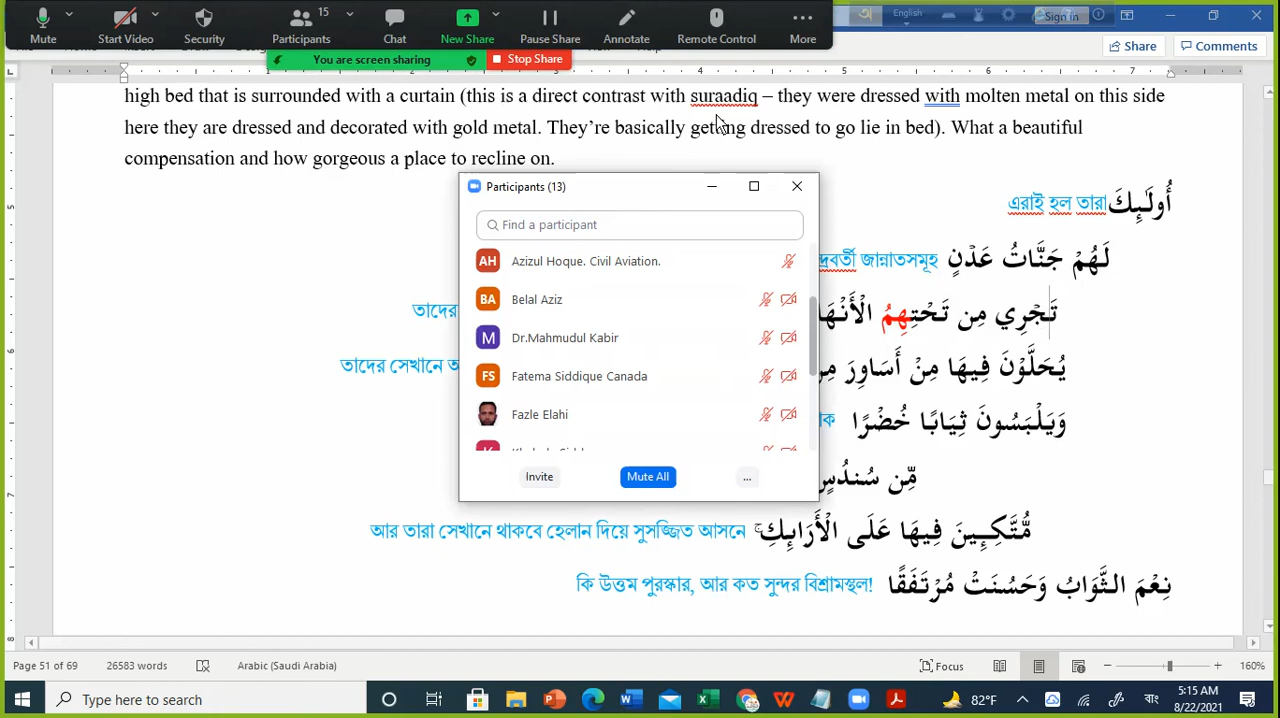 15
English
Sign in
Mute
Start Video
Security
Participants
Chat
New Share
Pause Share
Annotate
Remote Control
More
You are screen sharing
Stop Share
Share
Comments
high bed that is surrounded with a curtain (this is a direct contrast with suraadiq – they were dressed with molten metal on this side
here they are dressed and decorated with gold metal. They’re basically getting dressed to go lie in bed). What a beautiful
compensation and how gorgeous a place to recline on.
Participants (13)
Find a participant
AH Azizul Hoque. Civil Aviation.
BA Belal Aziz
M Dr.Mahmudul Kabir
FS Fatema Siddique Canada
Fazle Elahi
Invite
Mute All
...
أُولَـٰئِكَ এরাই হল তারা
لَهُمْ جَنَّاتُ عَدْنٍ জান্নাতসমূহ
تَجْرِي مِن تَحْتِهِمُ তাদের
يُحَلَّوْنَ فِيهَا مِنْ أَسَاوِرَ তাদের সেখানে
وَيَلْبَسُونَ ثِيَابًا خُضْرًا
مِّن سُندُسٍ
مُّتَّكِئِينَ فِيهَا عَلَى الْأَرَائِكِ ۚ আর তারা সেখানে থাকবে হেলান দিয়ে সুসজ্জিত আসনে
نِعْمَ الثَّوَابُ وَحَسُنَتْ مُرْتَفَقًا কি উত্তম পুরস্কার, আর কত সুন্দর বিশ্রামস্থল!
Page 51 of 69
26583 words
Arabic (Saudi Arabia)
Focus
160%
Type here to search
82°F
বাং
5:15 AM
8/22/2021